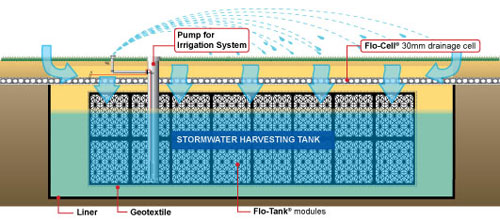 Pump for
Irrigation System
Flo-Cell® 30mm drainage cell
STORMWATER HARVESTING TANK
Liner
Geotextile
Flo-Tank® modules